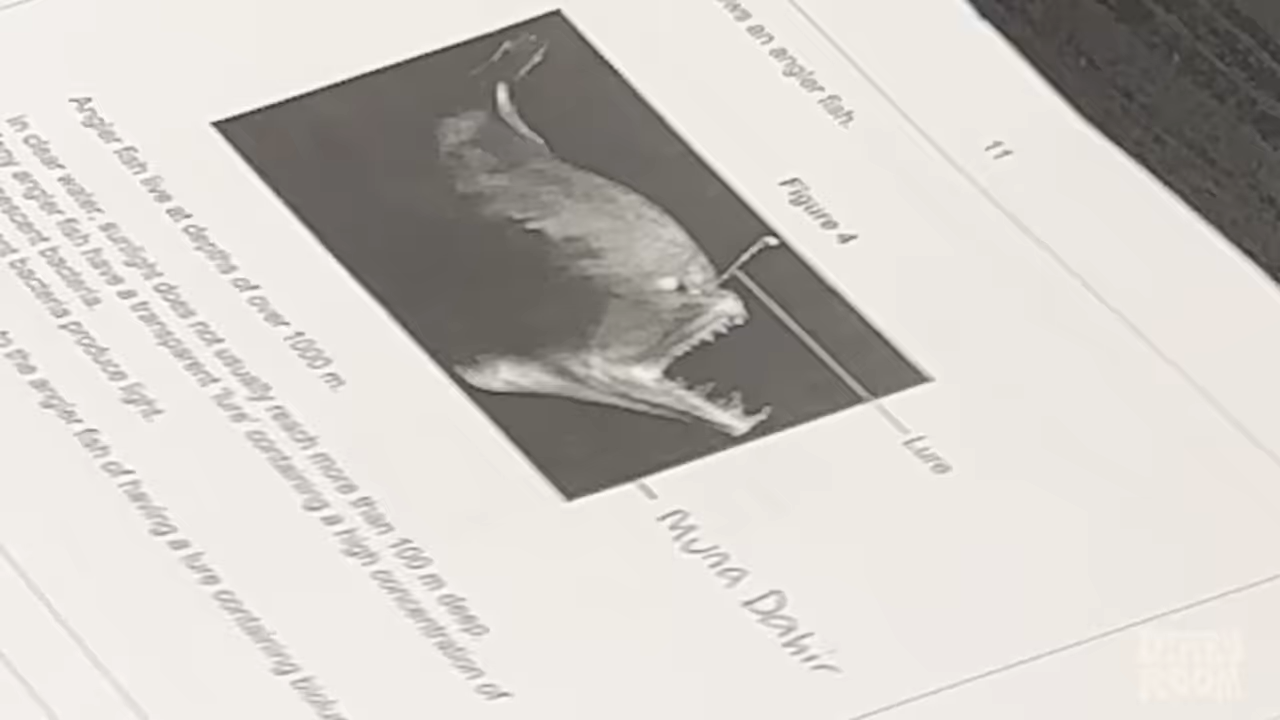 11
ws an angler fish.
Figure 4
Lure
Muna Dahir
Angler fish live at depths of over 1000 m.
In clear water, sunlight does not usually reach more than 100 m deep.
ny angler fish have a transparent 'lure' containing a high concentration of
escent bacteria.
bacteria produce light.
to the angler fish of having a lure containing